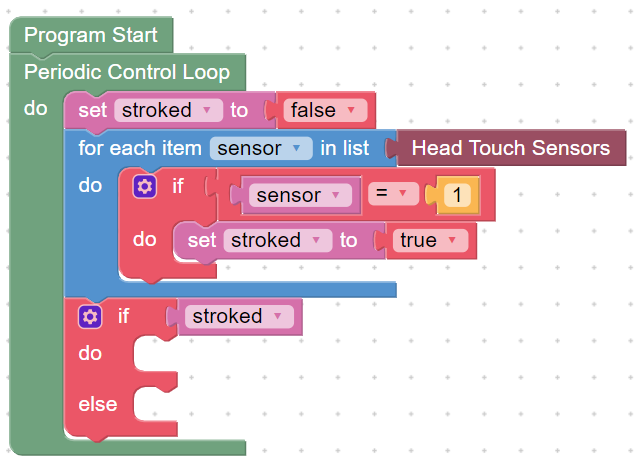 Program Start
Periodic Control Loop
do set stroked to false
for each item sensor in list Head Touch Sensors
do if sensor = 1
do set stroked to true
if stroked
do
else